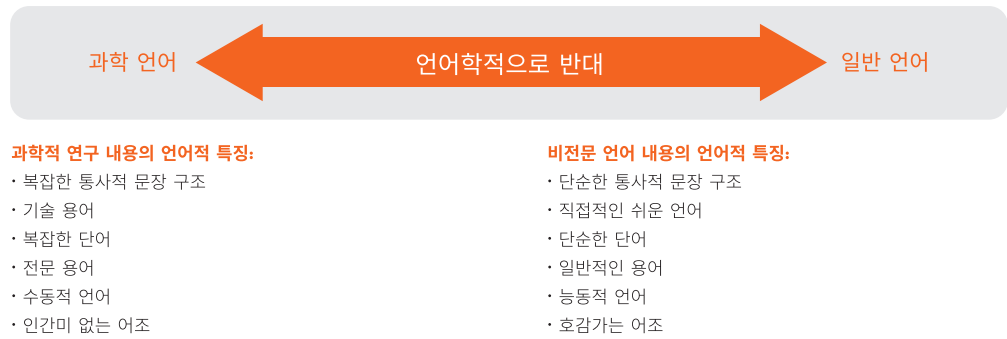 과학 언어
언어학적으로 반대
일반 언어
과학적 연구 내용의 언어적 특징:
· 복잡한 통사적 문장 구조
· 기술 용어
· 복잡한 단어
· 전문 용어
· 수동적 언어
· 인간미 없는 어조
비전문 언어 내용의 언어적 특징:
· 단순한 통사적 문장 구조
· 직접적인 쉬운 언어
· 단순한 단어
· 일반적인 용어
· 능동적 언어
· 호감가는 어조